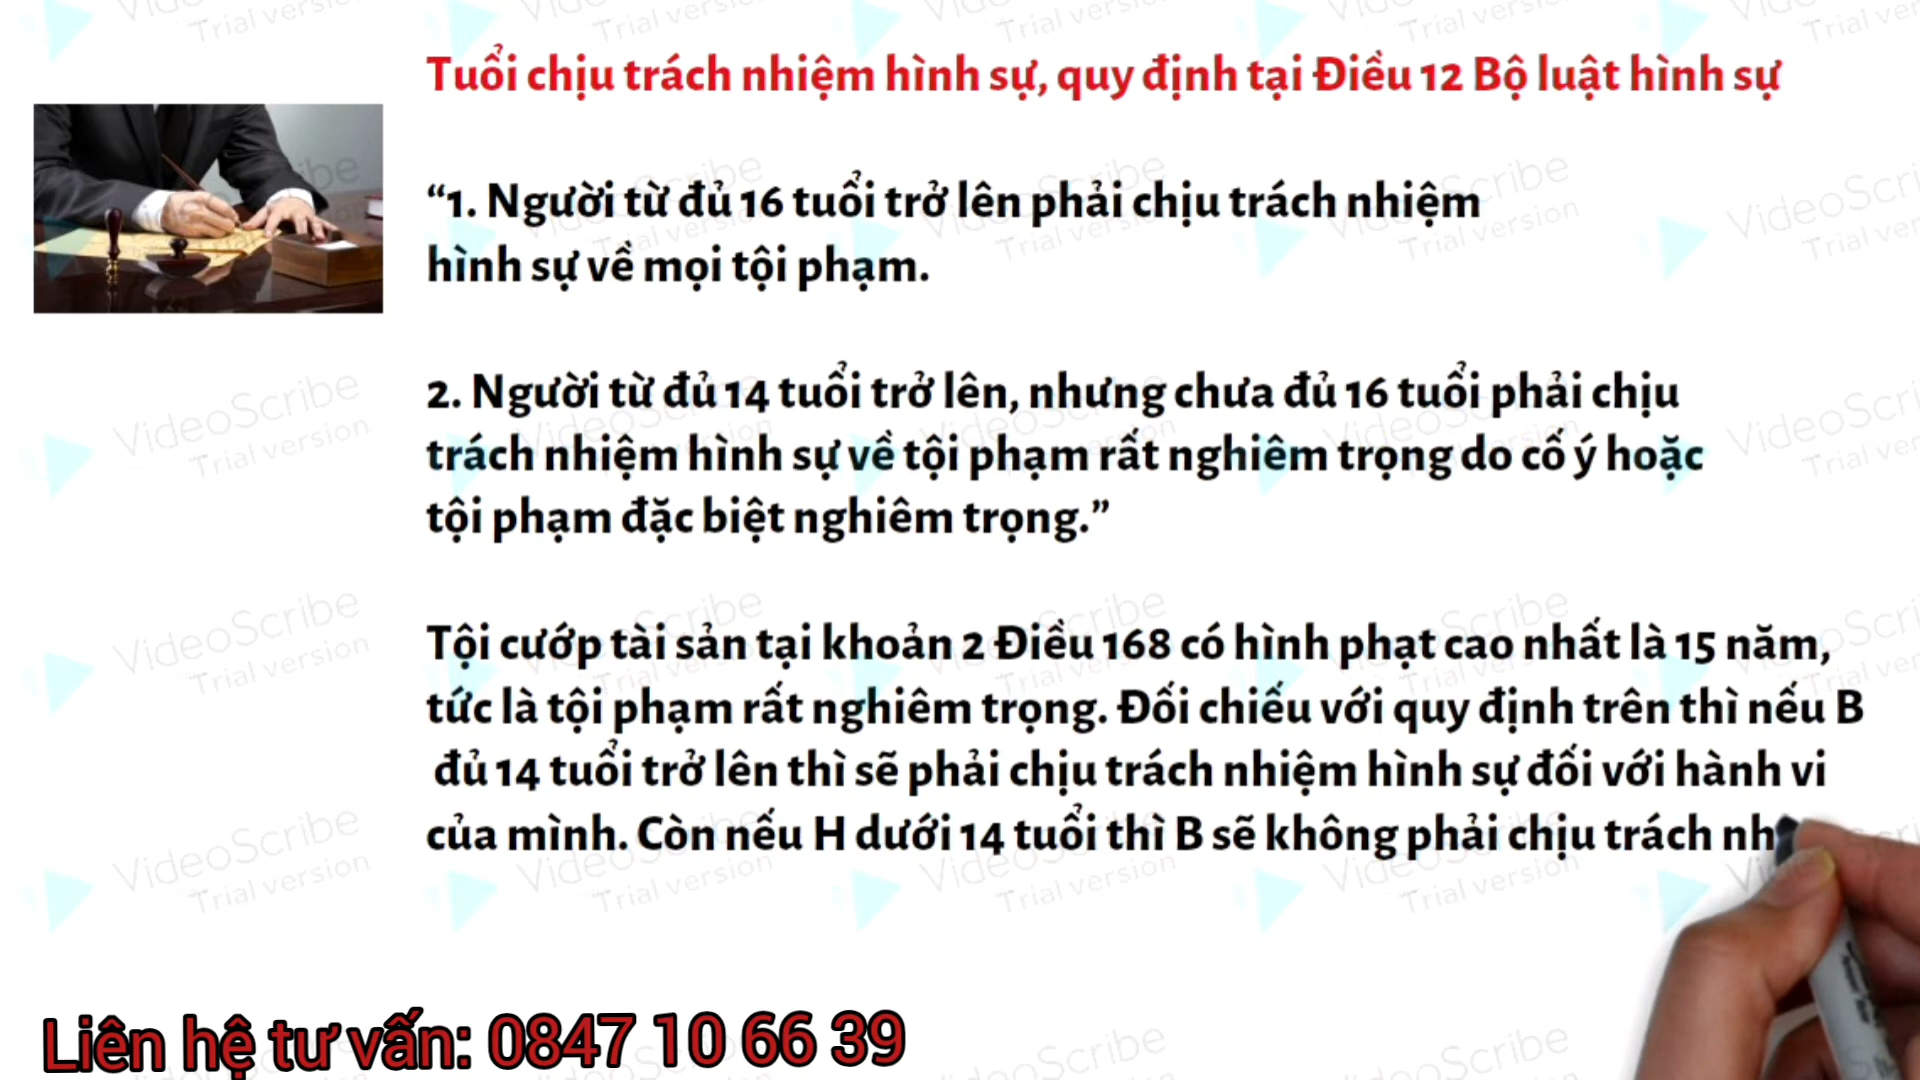 Tuổi chịu trách nhiệm hình sự, quy định tại Điều 12 Bộ luật hình sự
“1. Người từ đủ 16 tuổi trở lên phải chịu trách nhiệm
hình sự về mọi tội phạm.
2. Người từ đủ 14 tuổi trở lên, nhưng chưa đủ 16 tuổi phải chịu
trách nhiệm hình sự về tội phạm rất nghiêm trọng do cố ý hoặc
tội phạm đặc biệt nghiêm trọng.”
Tội cướp tài sản tại khoản 2 Điều 168 có hình phạt cao nhất là 15 năm,
tức là tội phạm rất nghiêm trọng. Đối chiếu với quy định trên thì nếu B
đủ 14 tuổi trở lên thì sẽ phải chịu trách nhiệm hình sự đối với hành vi
của mình. Còn nếu H dưới 14 tuổi thì B sẽ không phải chịu trách nh
Liên hệ tư vấn: 0847 10 66 39
VideoScribe
Trial version